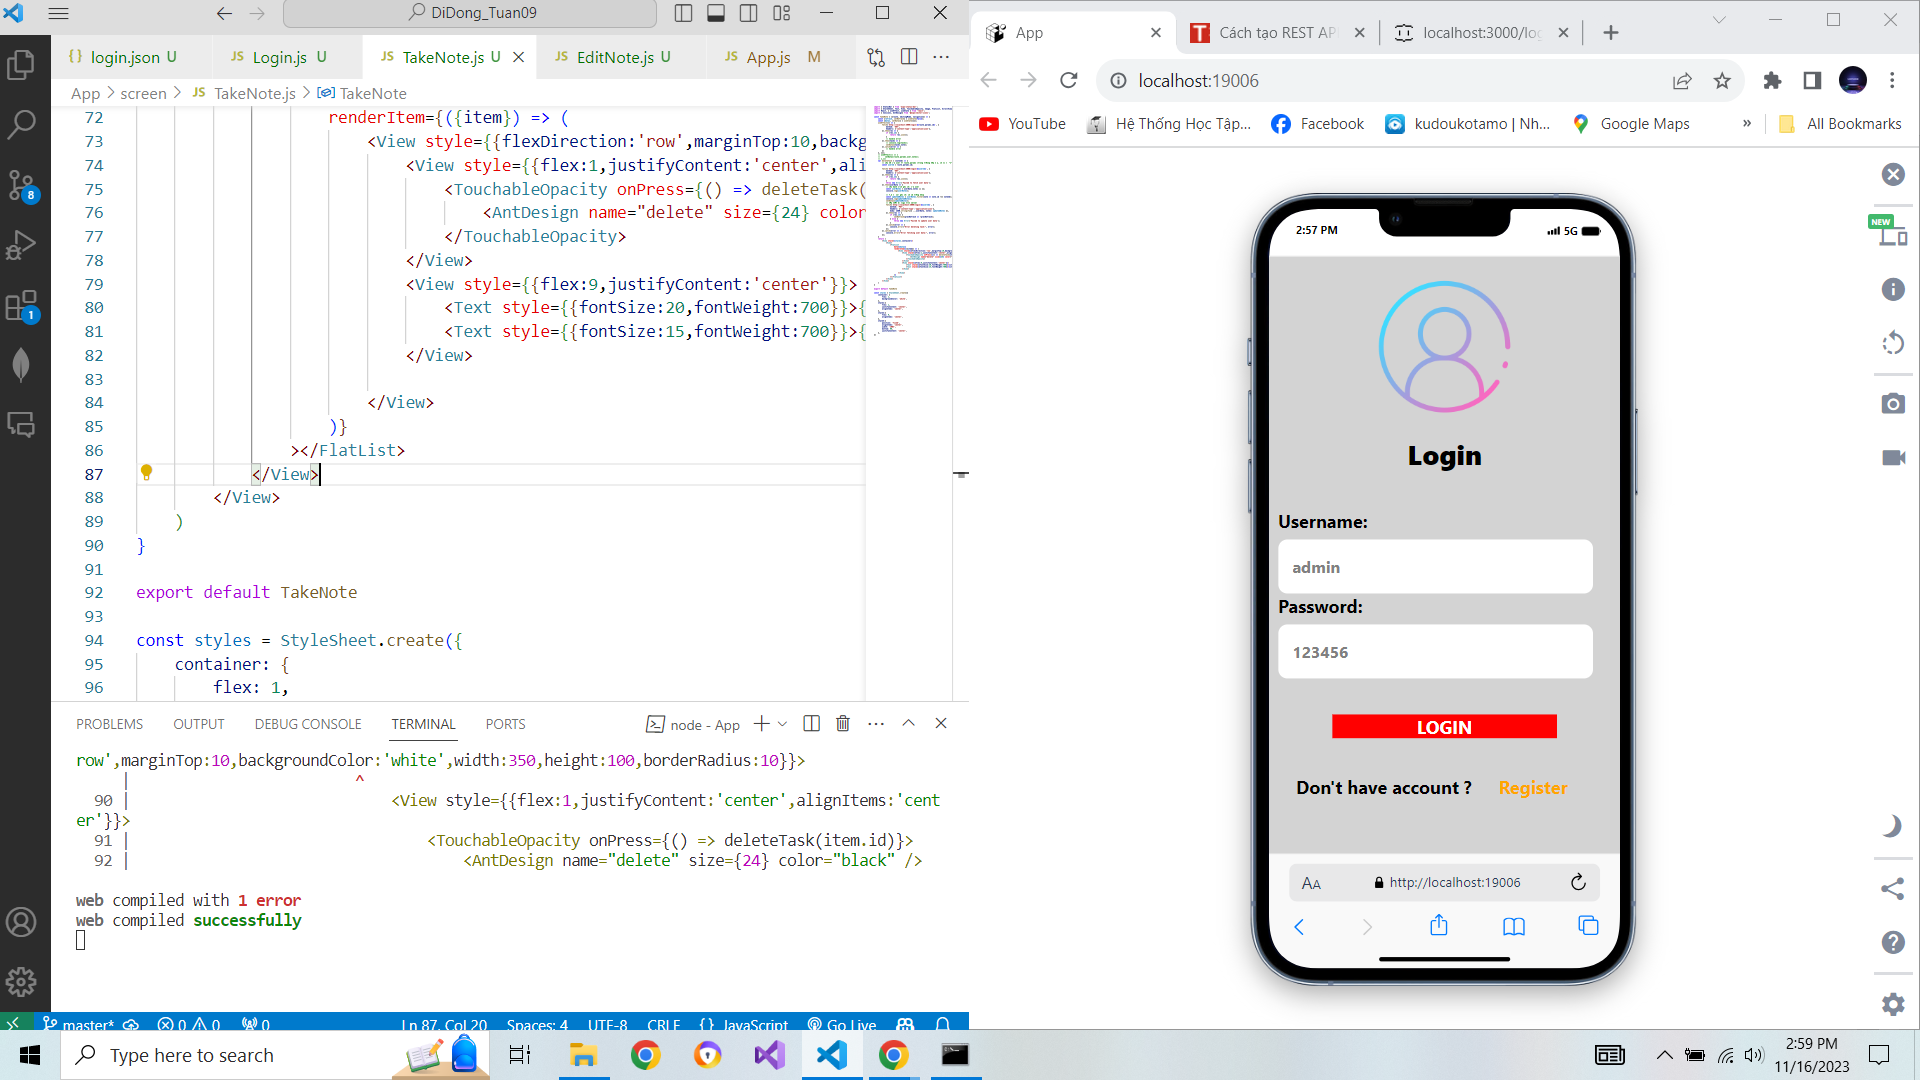 DiDong_Tuan09
{} login.json U
JS Login.js U
JS TakeNote.js U
JS EditNote.js U
JS App.js M
App > screen > JS TakeNote.js > TakeNote
72 renderItem={({item}) => (
73 <View style={{flexDirection:'row',marginTop:10,backg
74 <View style={{flex:1,justifyContent:'center',ali
75 <TouchableOpacity onPress={() => deleteTask(
76 <AntDesign name="delete" size={24} color
77 </TouchableOpacity>
78 </View>
79 <View style={{flex:9,justifyContent:'center'}}>
80 <Text style={{fontSize:20,fontWeight:700}}>{
81 <Text style={{fontSize:15,fontWeight:700}}>{
82 </View>
83
84 </View>
85 )}
86 ></FlatList>
87 </View>
88 </View>
89 )
90 }
91
92 export default TakeNote
93
94 const styles = StyleSheet.create({
95 container: {
96 flex: 1,
8
1
PROBLEMS OUTPUT DEBUG CONSOLE TERMINAL PORTS
node - App
row',marginTop:10,backgroundColor:'white',width:350,height:100,borderRadius:10}}>
| ^
90 | <View style={{flex:1,justifyContent:'center',alignItems:'cent
er'}}>
91 | <TouchableOpacity onPress={() => deleteTask(item.id)}>
92 | <AntDesign name="delete" size={24} color="black" />
web compiled with 1 error
web compiled successfully
master* 0 0 0 Ln 87, Col 20 Spaces: 4 UTF-8 CRLF {} JavaScript Go Live
App
Cách tạo REST AP
localhost:3000/log
localhost:19006
YouTube
Hệ Thống Học Tập...
Facebook
kudoukotamo | Nh...
Google Maps
»
All Bookmarks
NEW
2:57 PM
5G
Login
Username:
admin
Password:
123456
LOGIN
Don't have account ? Register
AA
http://localhost:19006
Type here to search
2:59 PM
11/16/2023